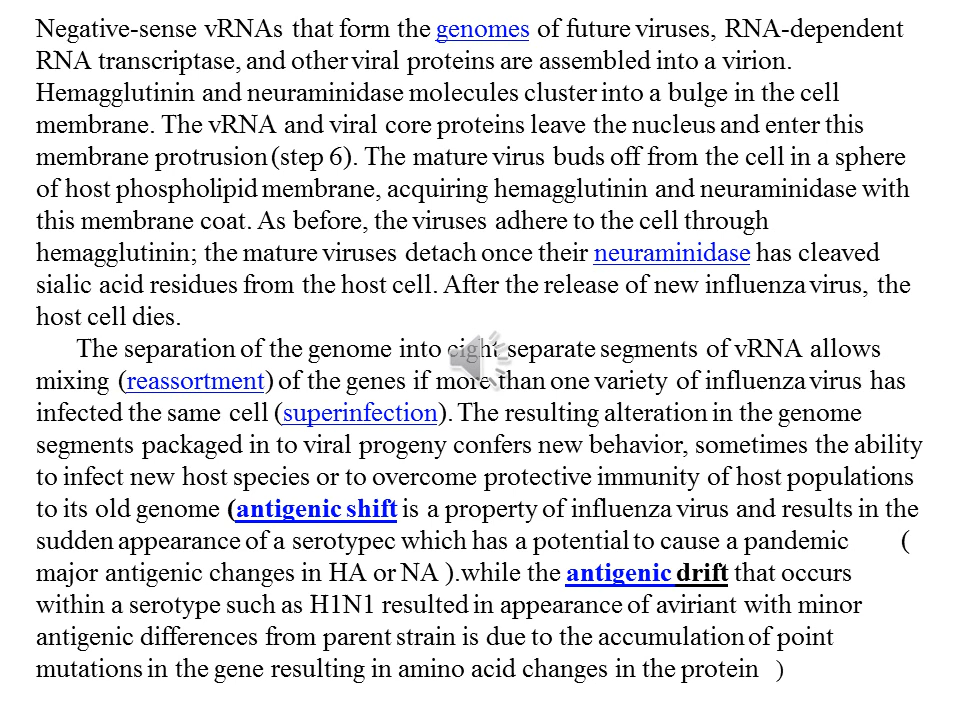 Negative-sense vRNAs that form the genomes of future viruses, RNA-dependent
RNA transcriptase, and other viral proteins are assembled into a virion.
Hemagglutinin and neuraminidase molecules cluster into a bulge in the cell
membrane. The vRNA and viral core proteins leave the nucleus and enter this
membrane protrusion (step 6). The mature virus buds off from the cell in a sphere
of host phospholipid membrane, acquiring hemagglutinin and neuraminidase with
this membrane coat. As before, the viruses adhere to the cell through
hemagglutinin; the mature viruses detach once their neuraminidase has cleaved
sialic acid residues from the host cell. After the release of new influenza virus, the
host cell dies.
The separation of the genome into eight separate segments of vRNA allows
mixing (reassortment) of the genes if more than one variety of influenza virus has
infected the same cell (superinfection). The resulting alteration in the genome
segments packaged in to viral progeny confers new behavior, sometimes the ability
to infect new host species or to overcome protective immunity of host populations
to its old genome (antigenic shift is a property of influenza virus and results in the
sudden appearance of a serotypec which has a potential to cause a pandemic (
major antigenic changes in HA or NA ).while the antigenic drift that occurs
within a serotype such as H1N1 resulted in appearance of aviriant with minor
antigenic differences from parent strain is due to the accumulation of point
mutations in the gene resulting in amino acid changes in the protein )